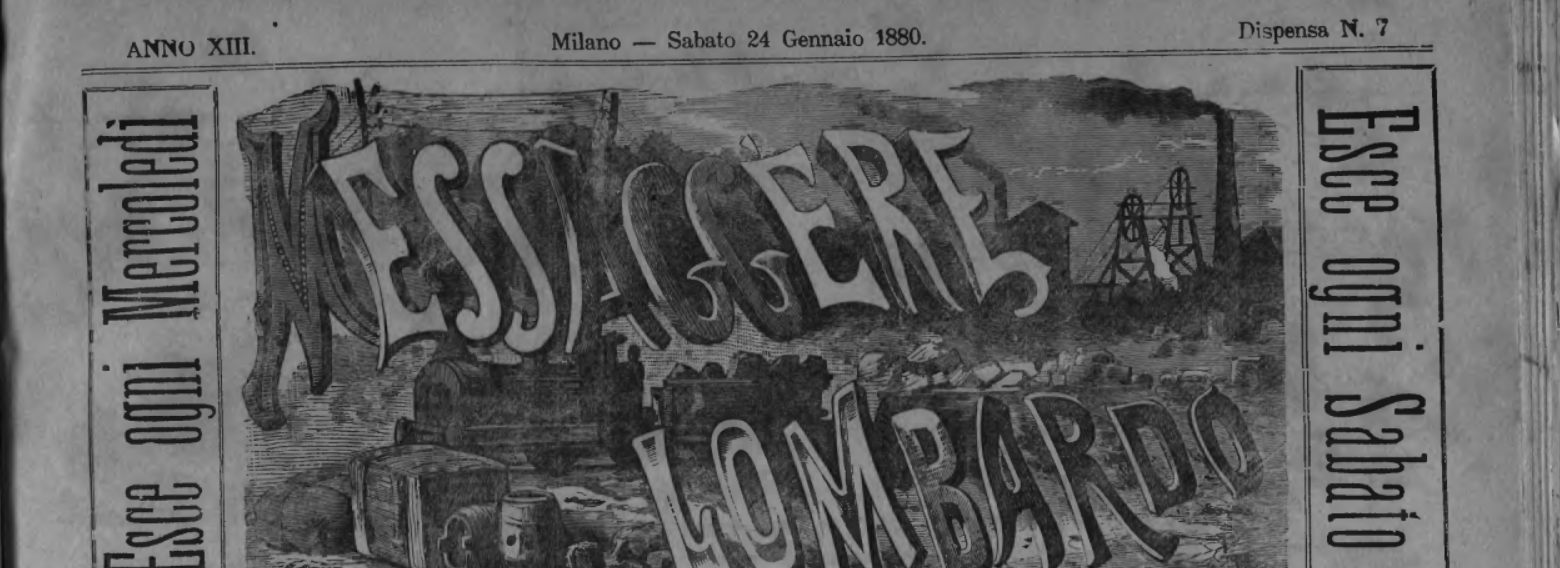 ANNO XIII.
Milano — Sabato 24 Gennaio 1880.
Dispensa N. 7
Esce ogni Mercoledì
MESSAGGERE
LOMBARDO
Esce ogni Sabato